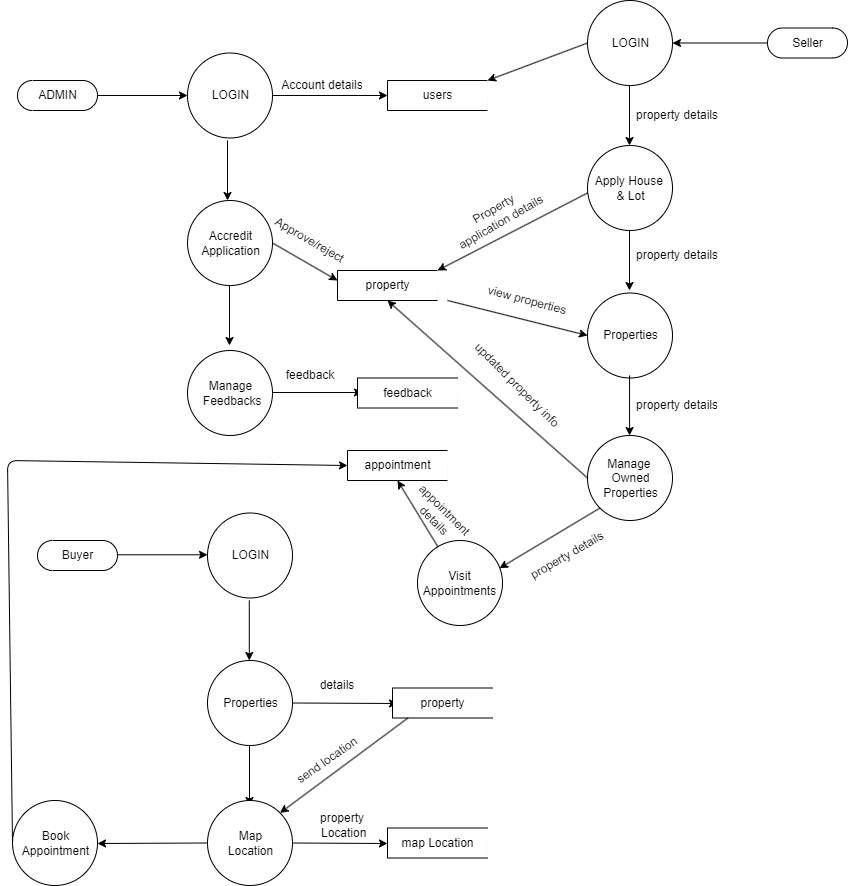 LOGIN
Seller
Account details
ADMIN
LOGIN
users
property details
Apply House
& Lot
Property
application details
Approve/reject
Accredit
Application
property details
property
view properties
Properties
updated property info
feedback
Manage
Feedbacks
feedback
property details
appointment
Manage
Owned
Properties
appointment
details
property details
Buyer
LOGIN
Visit
Appointments
details
Properties
property
send location
property
Location
Book
Appointment
Map
Location
map Location